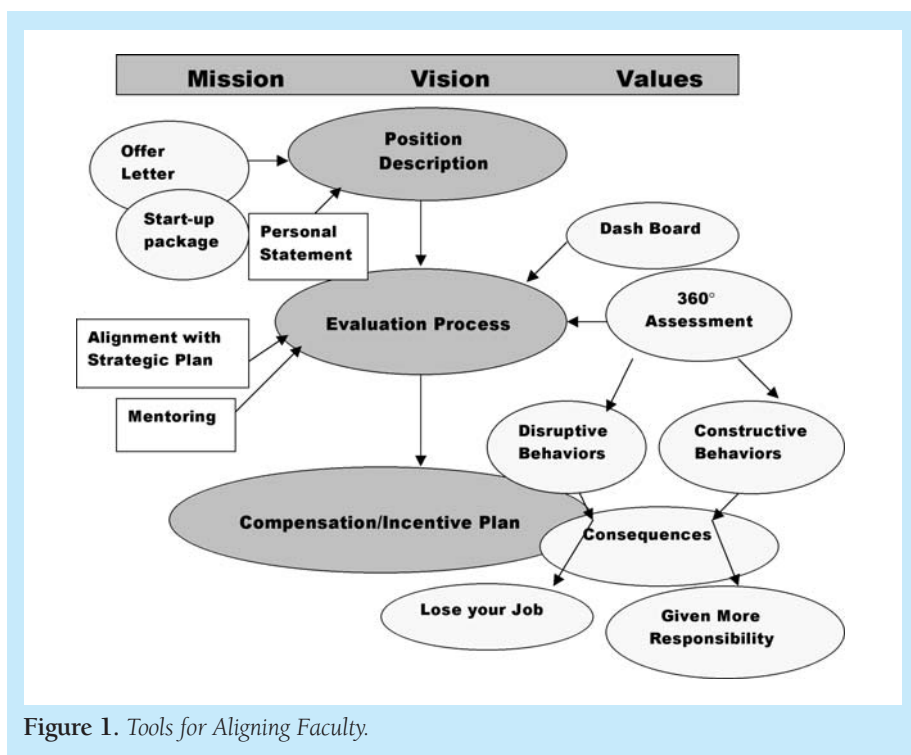 Mission Vision Values
Position
Description
Offer
Letter
Start-up
package
Personal
Statement
Dash Board
360°
Assessment
Evaluation Process
Alignment with
Strategic Plan
Mentoring
Disruptive
Behaviors
Constructive
Behaviors
Compensation/Incentive Plan
Consequences
Lose your Job
Given More
Responsibility
Figure 1. Tools for Aligning Faculty.